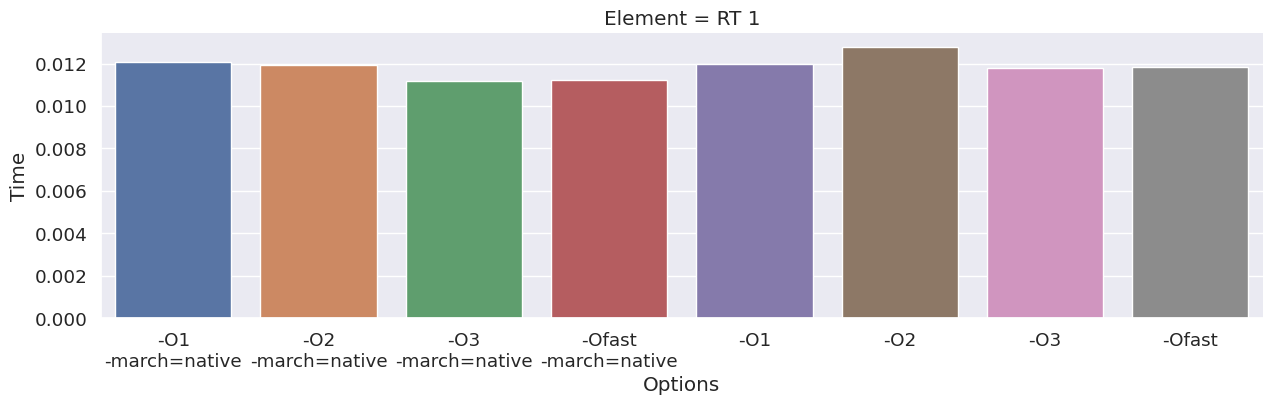 Element = RT 1
Time
0.012
0.010
0.008
0.006
0.004
0.002
0.000
-O1 -O2 -O3 -Ofast -O1 -O2 -O3 -Ofast
-march=native -march=native -march=native -march=native
Options